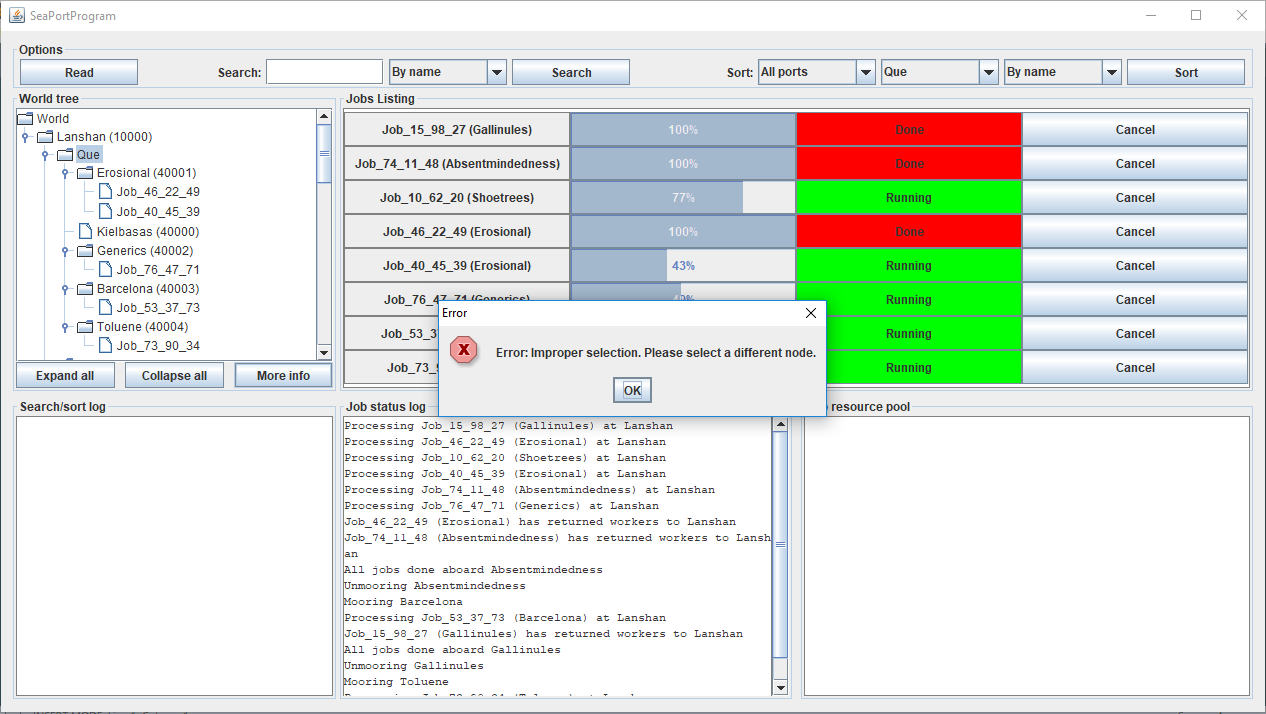 SeaPortProgram
Options
Read Search: By name Search Sort: All ports Que By name Sort
World tree
World
Lanshan (10000)
Que
Erosional (40001)
Job_46_22_49
Job_40_45_39
Kielbasas (40000)
Generics (40002)
Job_76_47_71
Barcelona (40003)
Job_53_37_73
Toluene (40004)
Job_73_90_34
Expand all Collapse all More info
Jobs Listing
Job_15_98_27 (Gallinules) 100% Done Cancel
Job_74_11_48 (Absentmindedness) 100% Done Cancel
Job_10_62_20 (Shoetrees) 77% Running Cancel
Job_46_22_49 (Erosional) 100% Done Cancel
Job_40_45_39 (Erosional) 43% Running Cancel
Job_76_47_71 (Generics) Running Cancel
Job_53 Running Cancel
Job_73 Running Cancel
Error
Error: Improper selection. Please select a different node.
OK
Search/sort log
Job status log
Processing Job_15_98_27 (Gallinules) at Lanshan
Processing Job_46_22_49 (Erosional) at Lanshan
Processing Job_10_62_20 (Shoetrees) at Lanshan
Processing Job_40_45_39 (Erosional) at Lanshan
Processing Job_74_11_48 (Absentmindedness) at Lanshan
Processing Job_76_47_71 (Generics) at Lanshan
Job_46_22_49 (Erosional) has returned workers to Lanshan
Job_74_11_48 (Absentmindedness) has returned workers to Lansh
an
All jobs done aboard Absentmindedness
Unmooring Absentmindedness
Mooring Barcelona
Processing Job_53_37_73 (Barcelona) at Lanshan
Job_15_98_27 (Gallinules) has returned workers to Lanshan
All jobs done aboard Gallinules
Unmooring Gallinules
Mooring Toluene
resource pool